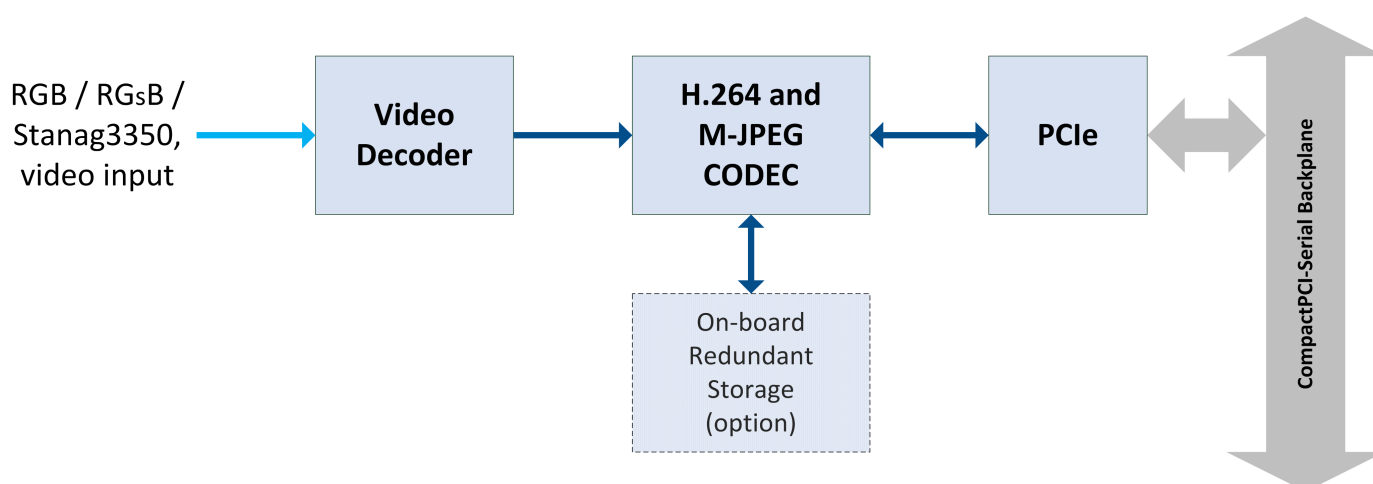 RGB / RGsB /
Stanag3350,
video input
Video
Decoder
H.264 and
M-JPEG
CODEC
PCIe
On-board
Redundant
Storage
(option)
CompactPCI-Serial Backplane